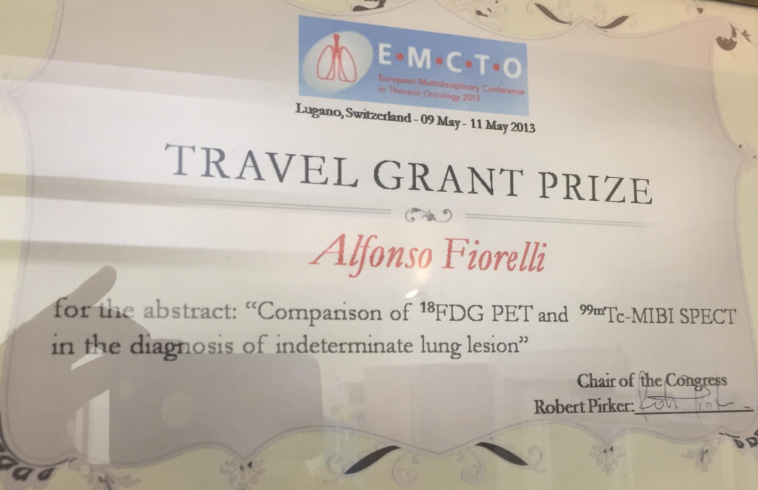 E•M•C•T•O
European Multidisciplinary Conference
in Thoracic Oncology 2013
Lugano, Switzerland - 09 May - 11 May 2013
TRAVEL GRANT PRIZE
Alfonso Fiorelli
for the abstract: “Comparison of ¹⁸FDG PET and ⁹⁹ᵐTc-MIBI SPECT
in the diagnosis of indeterminate lung lesion”
Chair of the Congress
Robert Pirker: